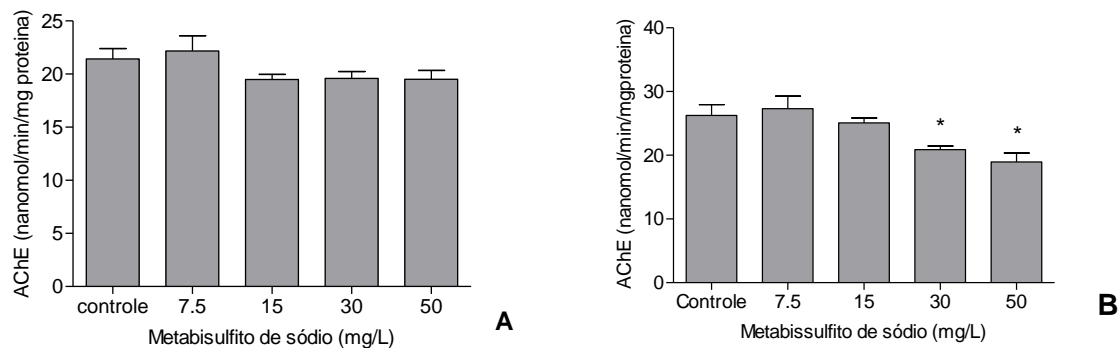 AChE (nanomol/min/mg proteina)
25
20
15
10
5
0
controle 7.5 15 30 50
Metabisulfito de sódio (mg/L)
A
AChE (nanomol/min/mgproteina)
40
30
20
10
0
* *
Controle 7.5 15 30 50
Metabissulfito de sódio (mg/L)
B